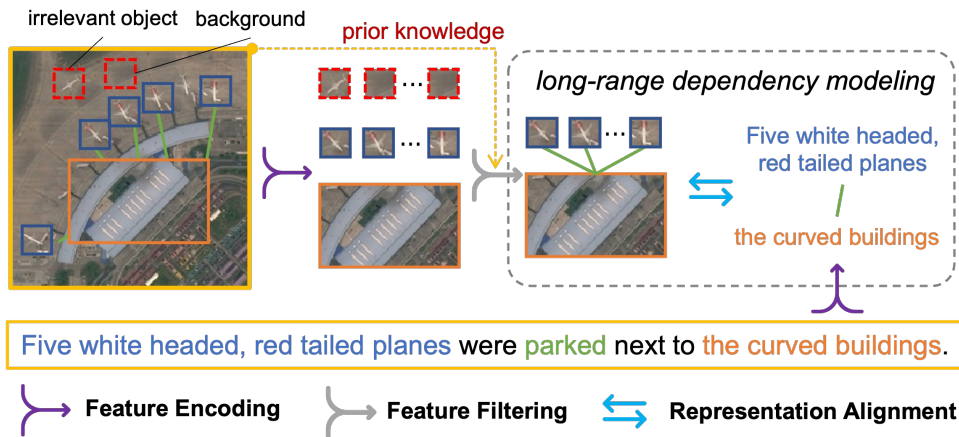 irrelevant object
background
prior knowledge
long-range dependency modeling
Five white headed,
red tailed planes
the curved buildings
Five white headed, red tailed planes were parked next to the curved buildings.
Feature Encoding
Feature Filtering
Representation Alignment